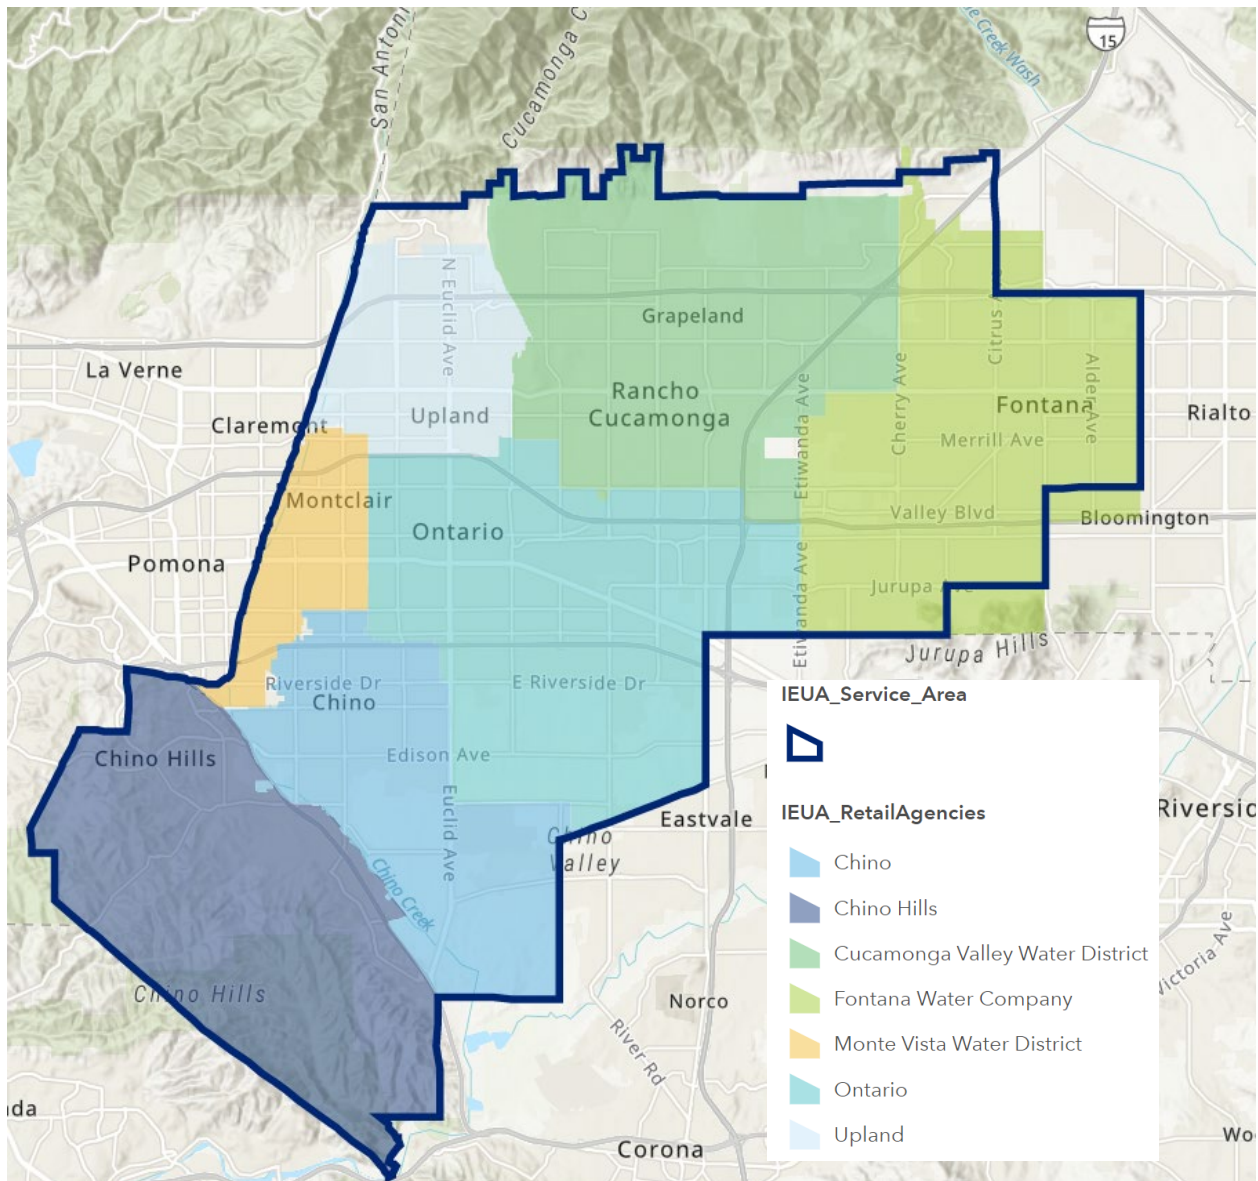 San Antoni
Cucamonga C
e Creek Wash
15
Grapeland
N Euclid Ave
Citrus A
La Verne
Rancho
Cucamonga
Cherry Ave
Alder Ave
Fontana
Claremont
Upland
Rialto
Etiwanda Ave
Merrill Ave
Montclair
Ontario
Valley Blvd
Bloomington
Pomona
Jurupa Ave
Etiwanda Ave
Jurupa Hills
Riverside Dr
Chino
E Riverside Dr
Chino Hills
Edison Ave
Euclid Ave
Eastvale
Chino
Valley
Chino Creek
Chino Hills
Norco
River Rd
Corona
nda
Riversid
Victoria Ave
Wo
IEUA_Service_Area
IEUA_RetailAgencies
Chino
Chino Hills
Cucamonga Valley Water District
Fontana Water Company
Monte Vista Water District
Ontario
Upland